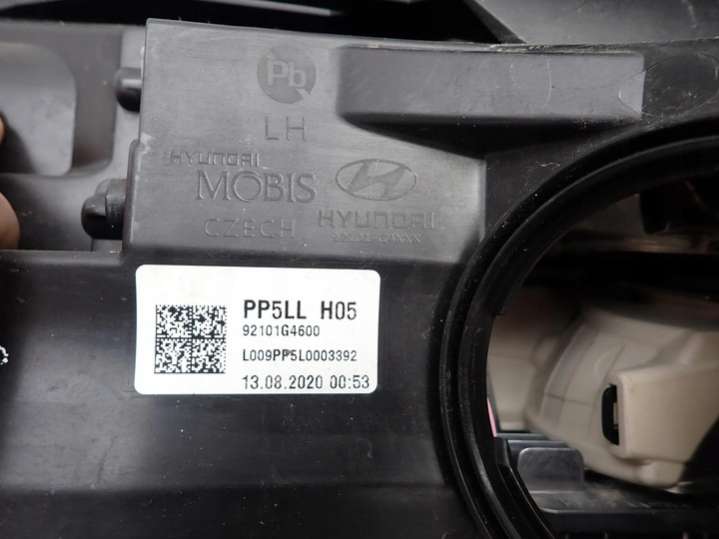 Pb
LH
HYUNDAI
MOBIS
CZECH
HYUNDAI
PP5LL H05
92101G4600
L009PP5L0003392
13.08.2020 00:53